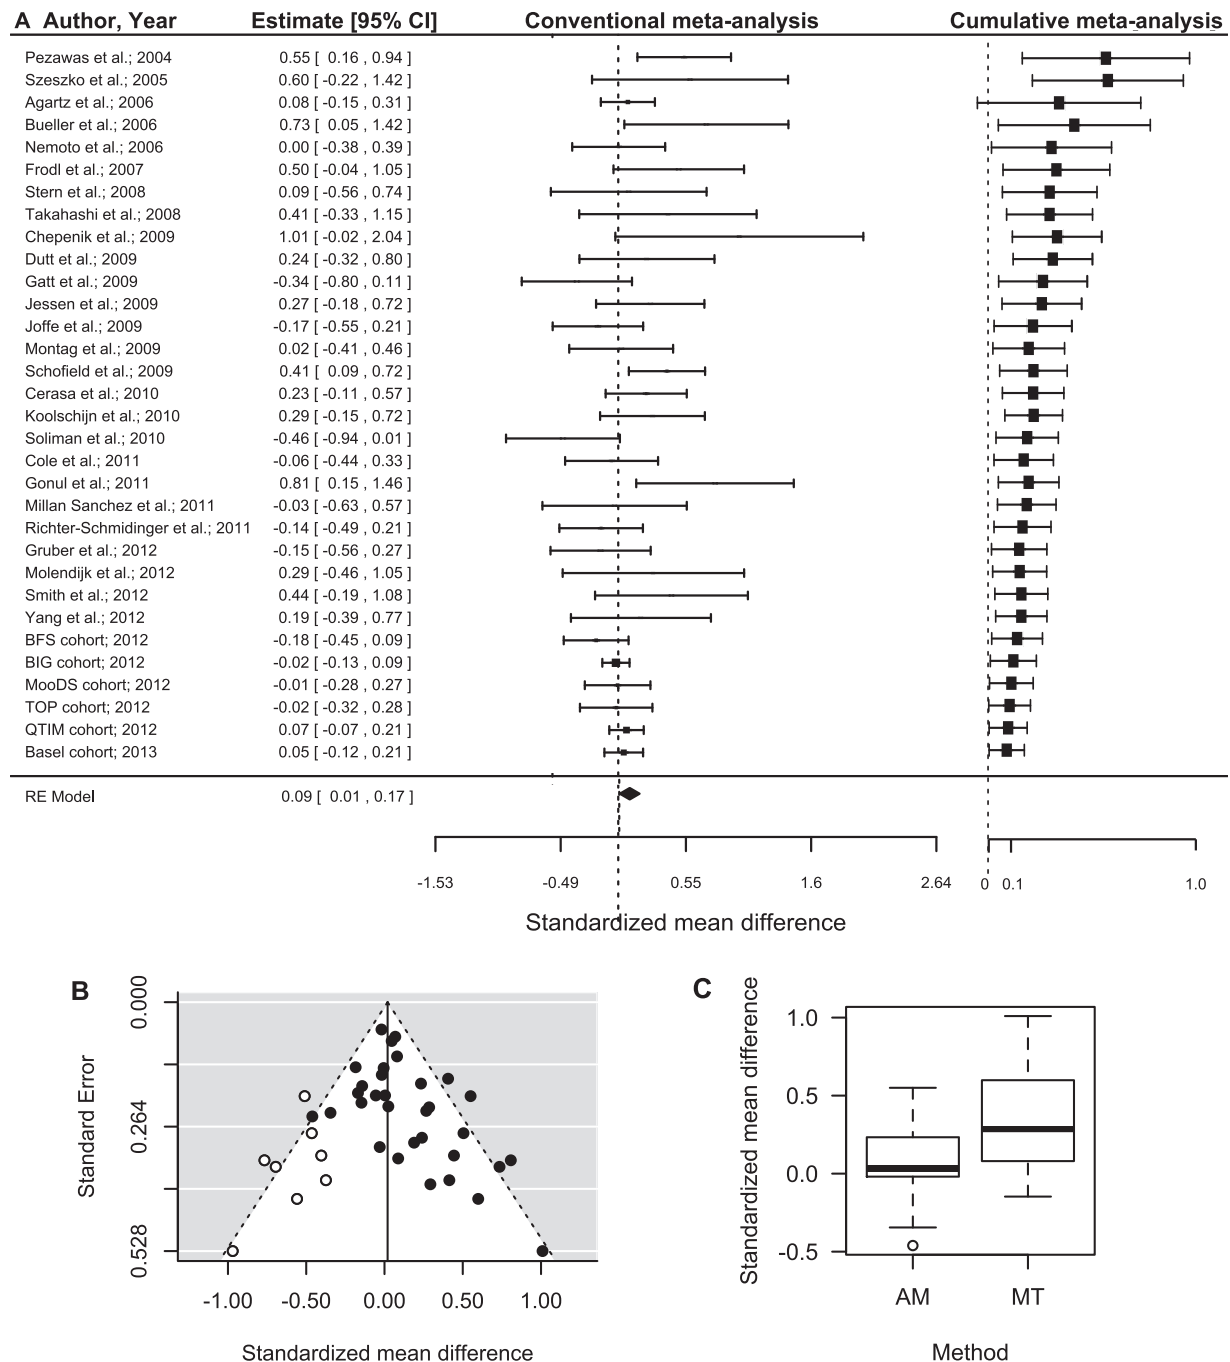 A Author, Year Estimate [95% CI] Conventional meta-analysis Cumulative meta-analysis
Pezawas et al.; 2004 0.55 [ 0.16 , 0.94 ]
Szeszko et al.; 2005 0.60 [ -0.22 , 1.42 ]
Agartz et al.; 2006 0.08 [ -0.15 , 0.31 ]
Bueller et al.; 2006 0.73 [ 0.05 , 1.42 ]
Nemoto et al.; 2006 0.00 [ -0.38 , 0.39 ]
Frodl et al.; 2007 0.50 [ -0.04 , 1.05 ]
Stern et al.; 2008 0.09 [ -0.56 , 0.74 ]
Takahashi et al.; 2008 0.41 [ -0.33 , 1.15 ]
Chepenik et al.; 2009 1.01 [ -0.02 , 2.04 ]
Dutt et al.; 2009 0.24 [ -0.32 , 0.80 ]
Gatt et al.; 2009 -0.34 [ -0.80 , 0.11 ]
Jessen et al.; 2009 0.27 [ -0.18 , 0.72 ]
Joffe et al.; 2009 -0.17 [ -0.55 , 0.21 ]
Montag et al.; 2009 0.02 [ -0.41 , 0.46 ]
Schofield et al.; 2009 0.41 [ 0.09 , 0.72 ]
Cerasa et al.; 2010 0.23 [ -0.11 , 0.57 ]
Koolschijn et al.; 2010 0.29 [ -0.15 , 0.72 ]
Soliman et al.; 2010 -0.46 [ -0.94 , 0.01 ]
Cole et al.; 2011 -0.06 [ -0.44 , 0.33 ]
Gonul et al.; 2011 0.81 [ 0.15 , 1.46 ]
Millan Sanchez et al.; 2011 -0.03 [ -0.63 , 0.57 ]
Richter-Schmidinger et al.; 2011 -0.14 [ -0.49 , 0.21 ]
Gruber et al.; 2012 -0.15 [ -0.56 , 0.27 ]
Molendijk et al.; 2012 0.29 [ -0.46 , 1.05 ]
Smith et al.; 2012 0.44 [ -0.19 , 1.08 ]
Yang et al.; 2012 0.19 [ -0.39 , 0.77 ]
BFS cohort; 2012 -0.18 [ -0.45 , 0.09 ]
BIG cohort; 2012 -0.02 [ -0.13 , 0.09 ]
MooDS cohort; 2012 -0.01 [ -0.28 , 0.27 ]
TOP cohort; 2012 -0.02 [ -0.32 , 0.28 ]
QTIM cohort; 2012 0.07 [ -0.07 , 0.21 ]
Basel cohort; 2013 0.05 [ -0.12 , 0.21 ]
RE Model 0.09 [ 0.01 , 0.17 ]
-1.53 -0.49 0.55 1.6 2.64 0 0.1 1.0
Standardized mean difference
B
Standard Error
0.000
0.264
0.528
-1.00 -0.50 0.00 0.50 1.00
Standardized mean difference
C
Standardized mean difference
1.0
0.5
0.0
-0.5
AM MT
Method